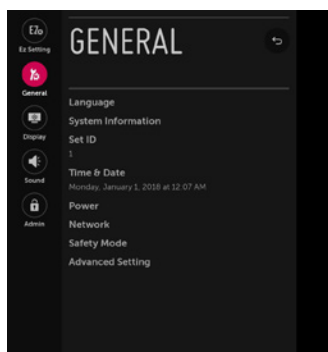 EZ
Ez Setting
GENERAL
General
Display
Sound
Admin
Language
System Information
Set ID
1
Time & Date
Monday, January 1, 2018 at 12:07 AM
Power
Network
Safety Mode
Advanced Setting